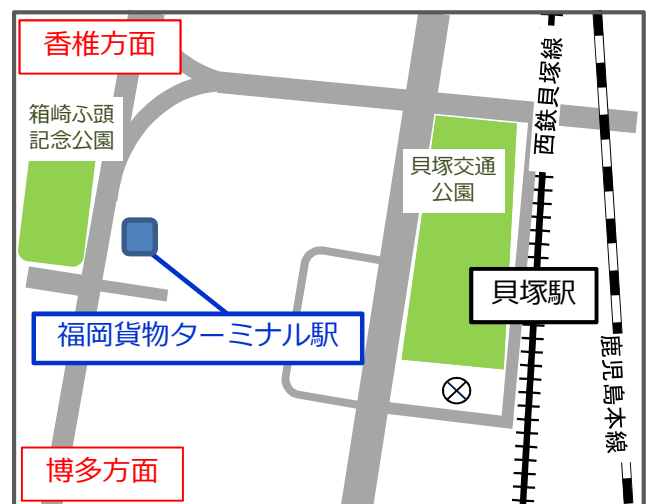 香椎方面
箱崎ふ頭
記念公園
西鉄貝塚線
貝塚交通
公園
貝塚駅
福岡貨物ターミナル駅
鹿児島本線
博多方面